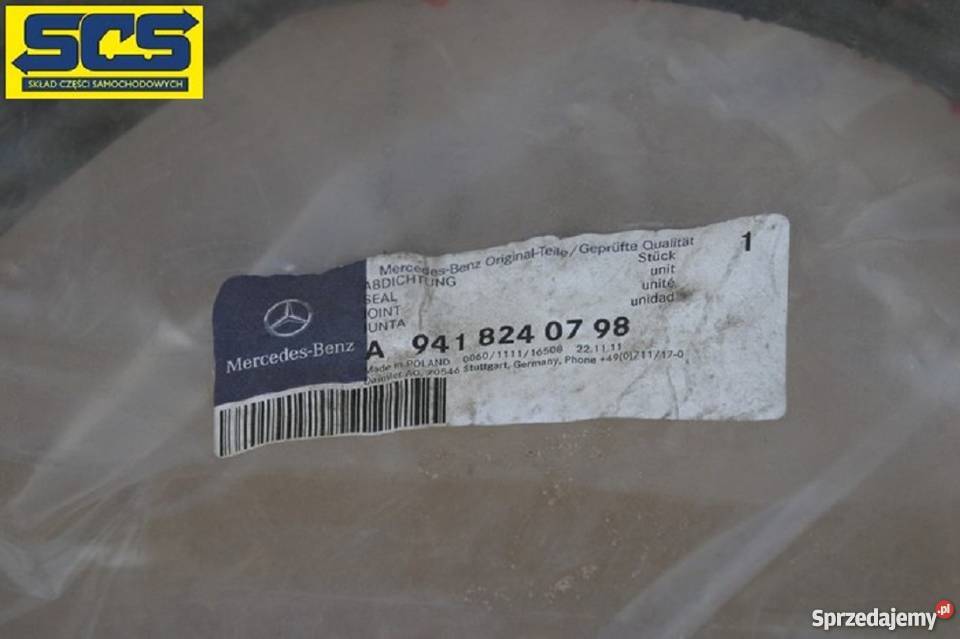 SCS
SKŁAD CZĘŚCI SAMOCHODOWYCH
Mercedes-Benz Original-Teile/Geprüfte Qualität 1
ABDICHTUNG Stück
SEAL unit
JOINT unité
JUNTA unidad
Mercedes-Benz
A 941 824 07 98
Made in POLAND 0060/1111/16508 22.11.11
Daimler AG, 70546 Stuttgart, Germany, Phone +49(0)711/17-0
Sprzedajemy.pl